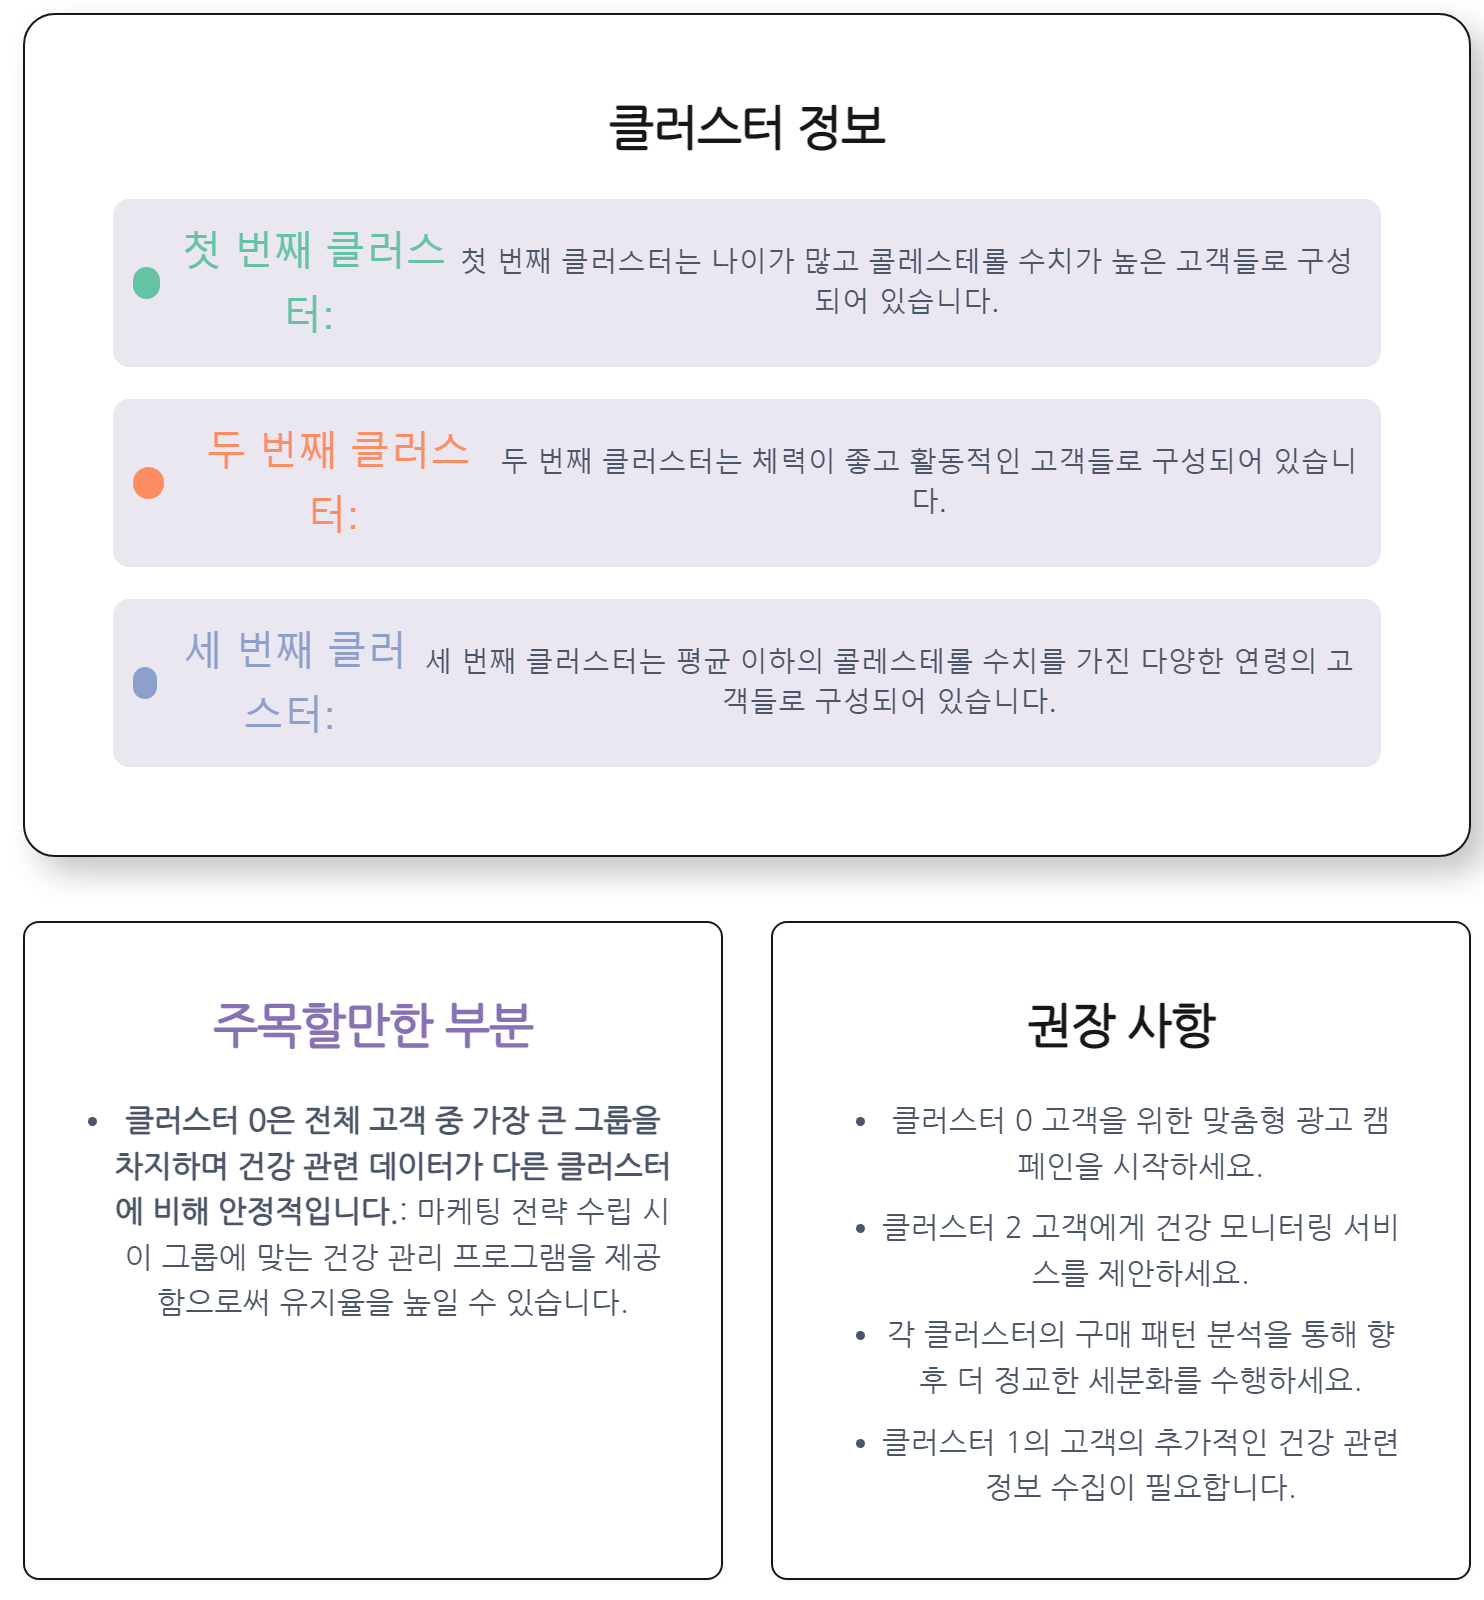 클러스터 정보
첫 번째 클러스
터:
첫 번째 클러스터는 나이가 많고 콜레스테롤 수치가 높은 고객들로 구성
되어 있습니다.
두 번째 클러스
터:
두 번째 클러스터는 체력이 좋고 활동적인 고객들로 구성되어 있습니
다.
세 번째 클러
스터:
세 번째 클러스터는 평균 이하의 콜레스테롤 수치를 가진 다양한 연령의 고
객들로 구성되어 있습니다.
주목할만한 부분
• 클러스터 0은 전체 고객 중 가장 큰 그룹을
차지하며 건강 관련 데이터가 다른 클러스터
에 비해 안정적입니다.: 마케팅 전략 수립 시
이 그룹에 맞는 건강 관리 프로그램을 제공
함으로써 유지율을 높일 수 있습니다.
권장 사항
• 클러스터 0 고객을 위한 맞춤형 광고 캠
페인을 시작하세요.
• 클러스터 2 고객에게 건강 모니터링 서비
스를 제안하세요.
• 각 클러스터의 구매 패턴 분석을 통해 향
후 더 정교한 세분화를 수행하세요.
• 클러스터 1의 고객의 추가적인 건강 관련
정보 수집이 필요합니다.